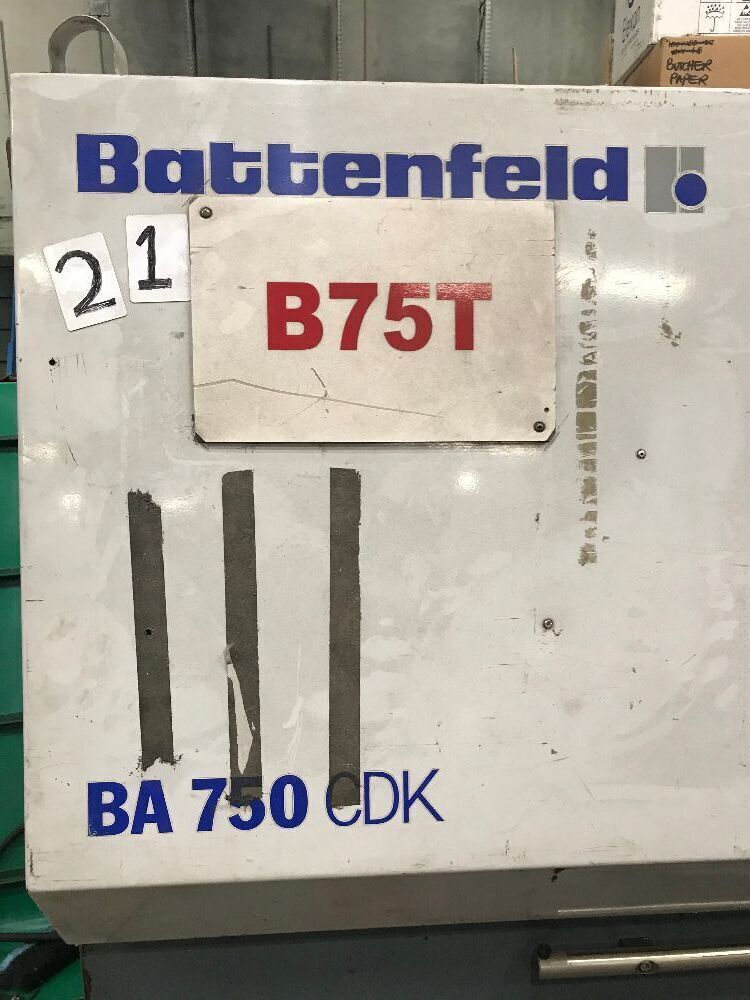 BUTCHER
PAPER
Battenfeld
21
B75T
BA 750 CDK